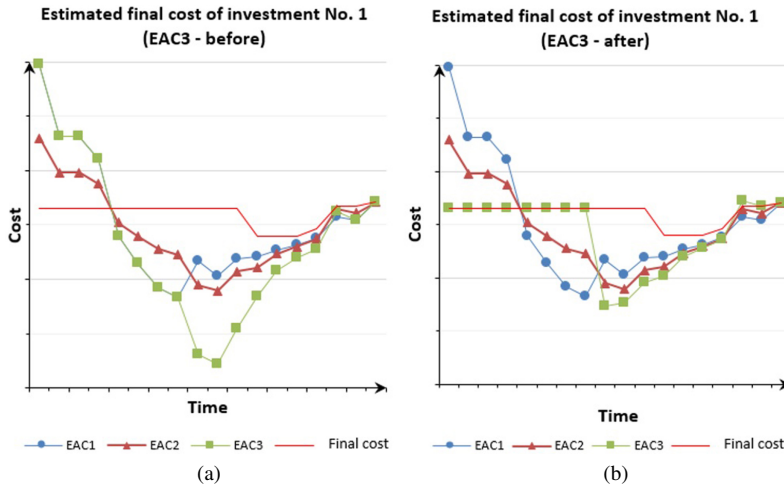 Estimated final cost of investment No. 1
(EAC3 - before)
Cost
Time
EAC1 EAC2 EAC3 Final cost
(a)
Estimated final cost of investment No. 1
(EAC3 - after)
Cost
Time
EAC1 EAC2 EAC3 Final cost
(b)